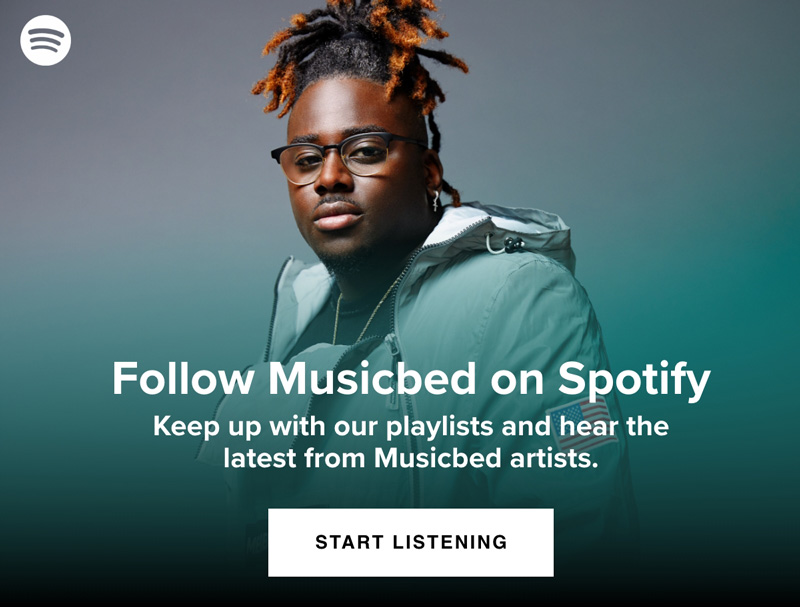 Follow Musicbed on Spotify
Keep up with our playlists and hear the
latest from Musicbed artists.
START LISTENING